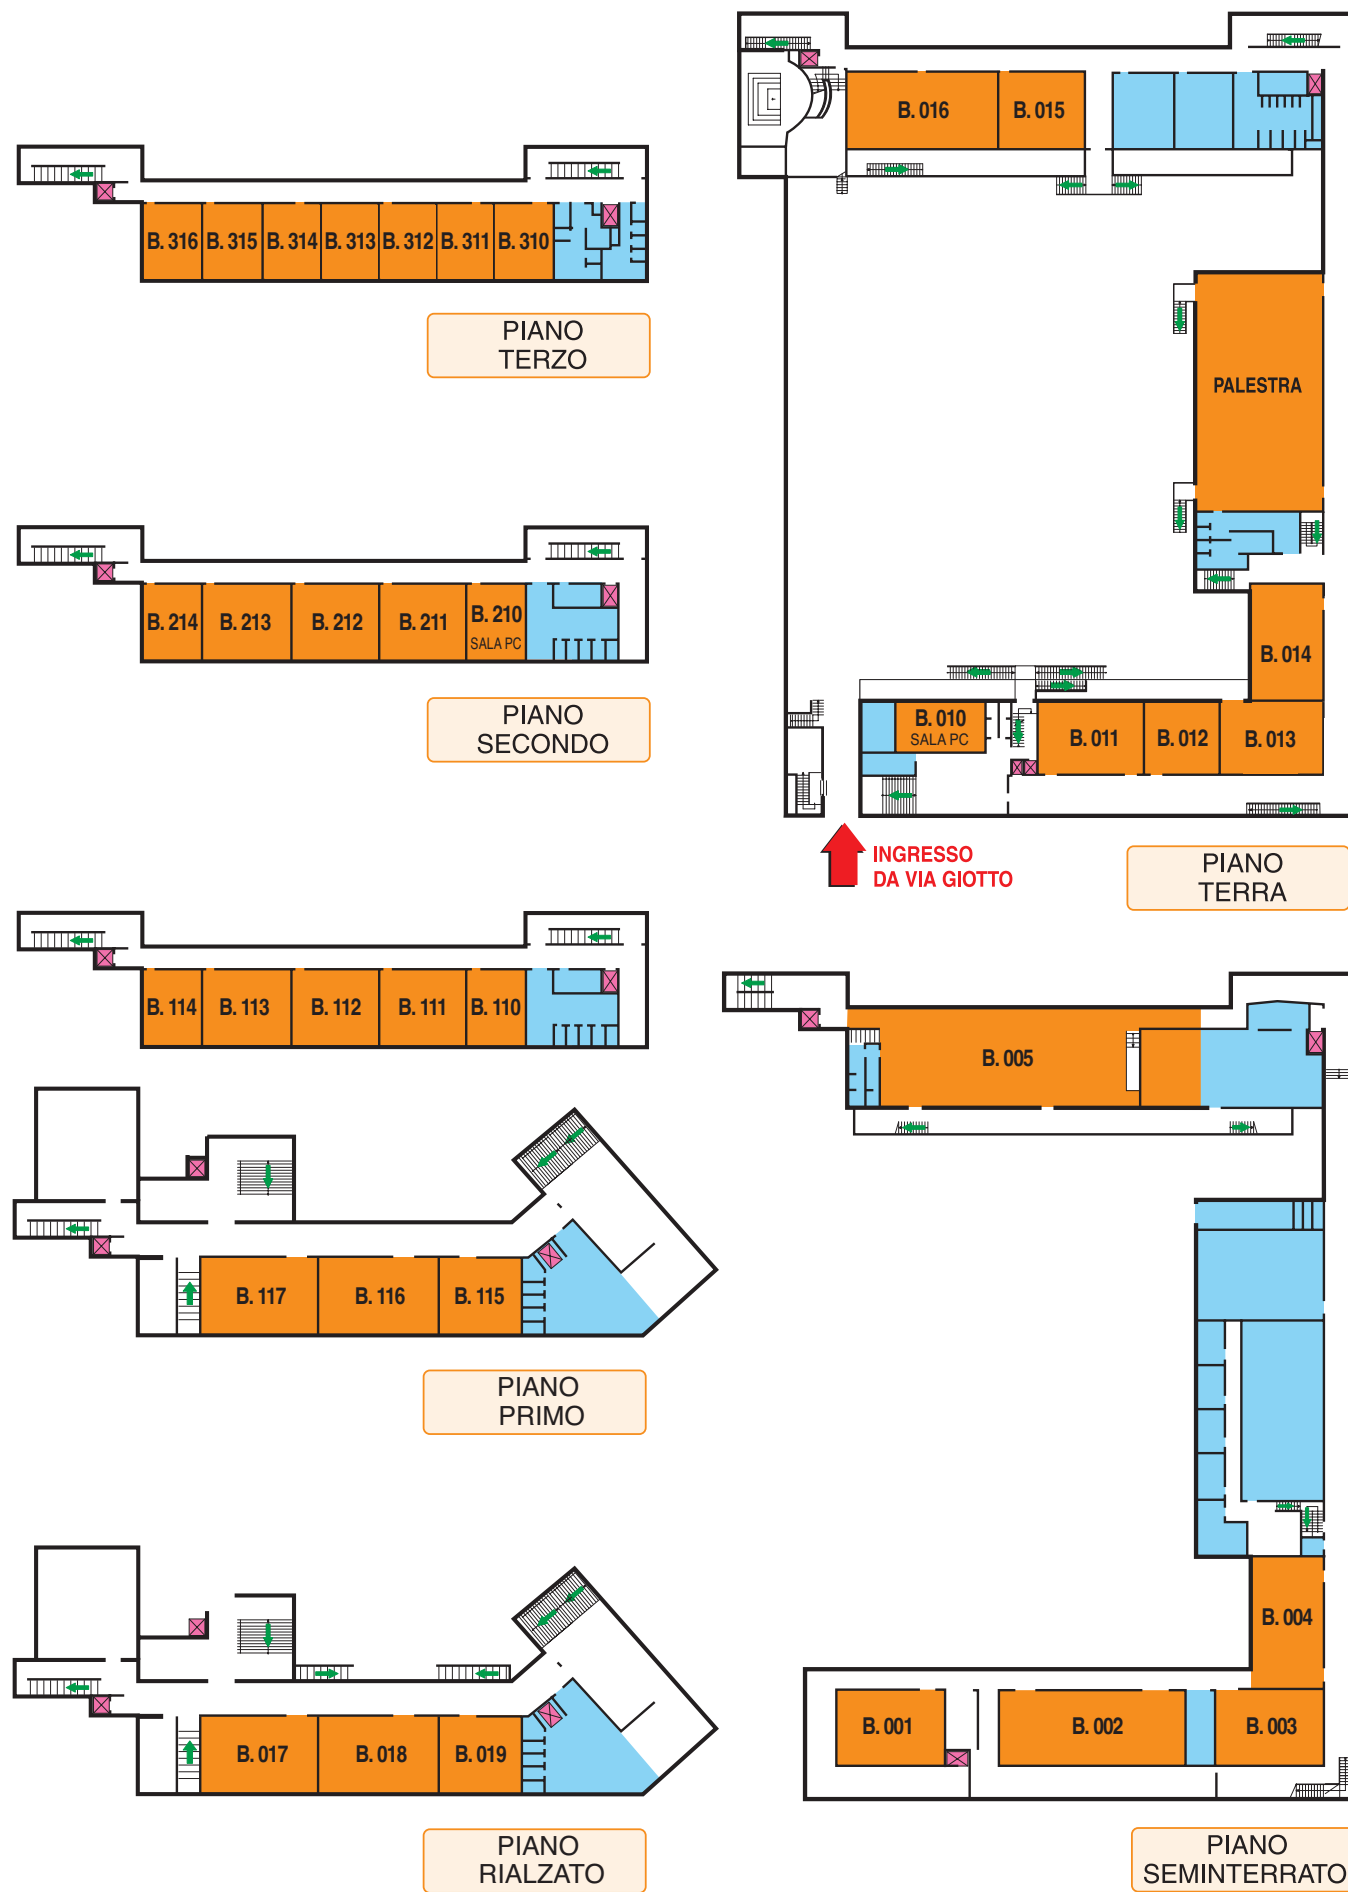 B. 316 B. 315 B. 314 B. 313 B. 312 B. 311 B. 310
PIANO
TERZO
B. 214 B. 213 B. 212 B. 211 B. 210
SALA PC
PIANO
SECONDO
B. 114 B. 113 B. 112 B. 111 B. 110
B. 117 B. 116 B. 115
PIANO
PRIMO
B. 017 B. 018 B. 019
PIANO
RIALZATO
B. 016 B. 015
PALESTRA
B. 014
B. 010
SALA PC
B. 011 B. 012 B. 013
INGRESSO
DA VIA GIOTTO
PIANO
TERRA
B. 005
B. 004
B. 001 B. 002 B. 003
PIANO
SEMINTERRATO